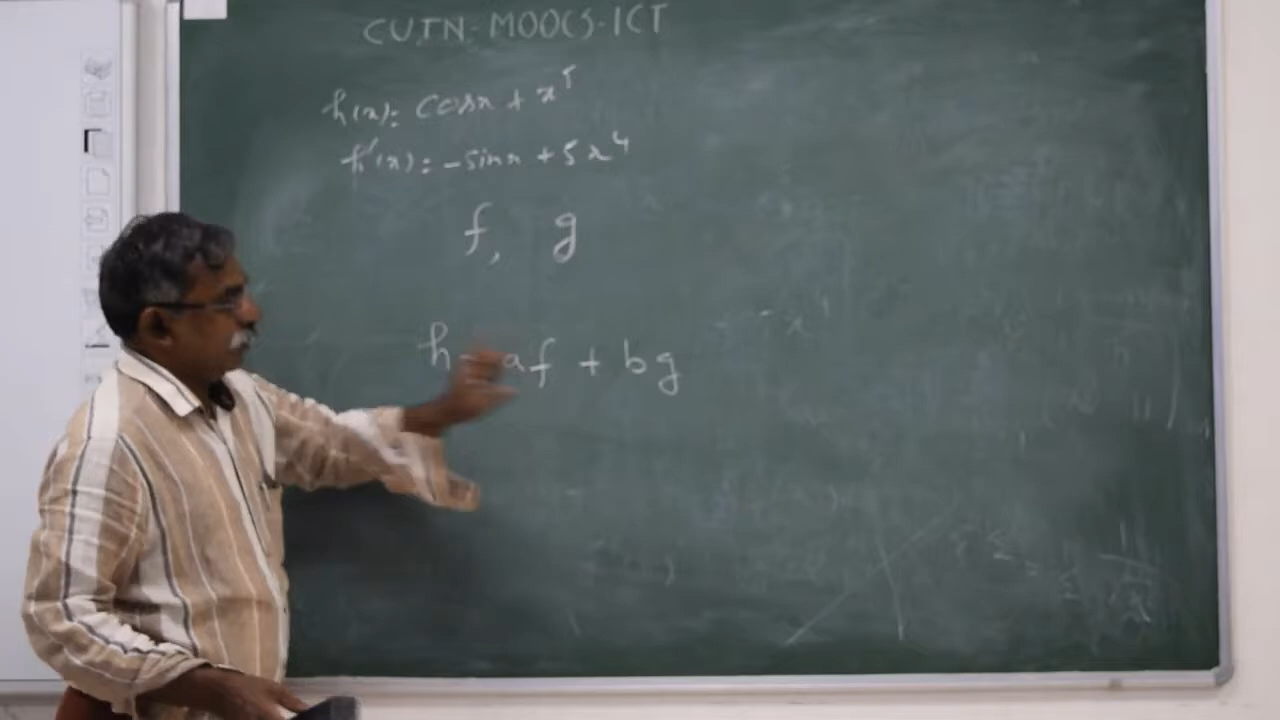 CUTN-MOOCS-ICT
h(x): cosx + x⁵
h'(x): -sinx + 5x⁴
f, g
h = af + bg